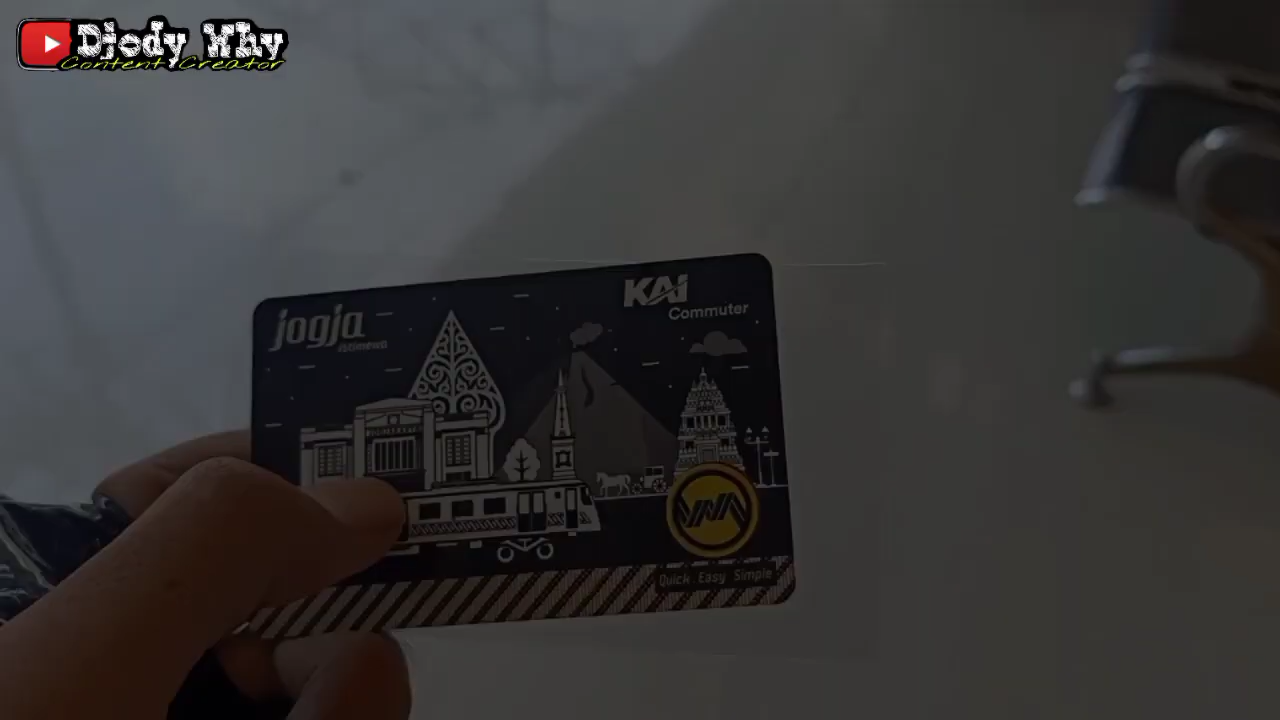 Djody Why
Content Creator
jogja
istimewa
KAI
Commuter
Quick Easy Simple